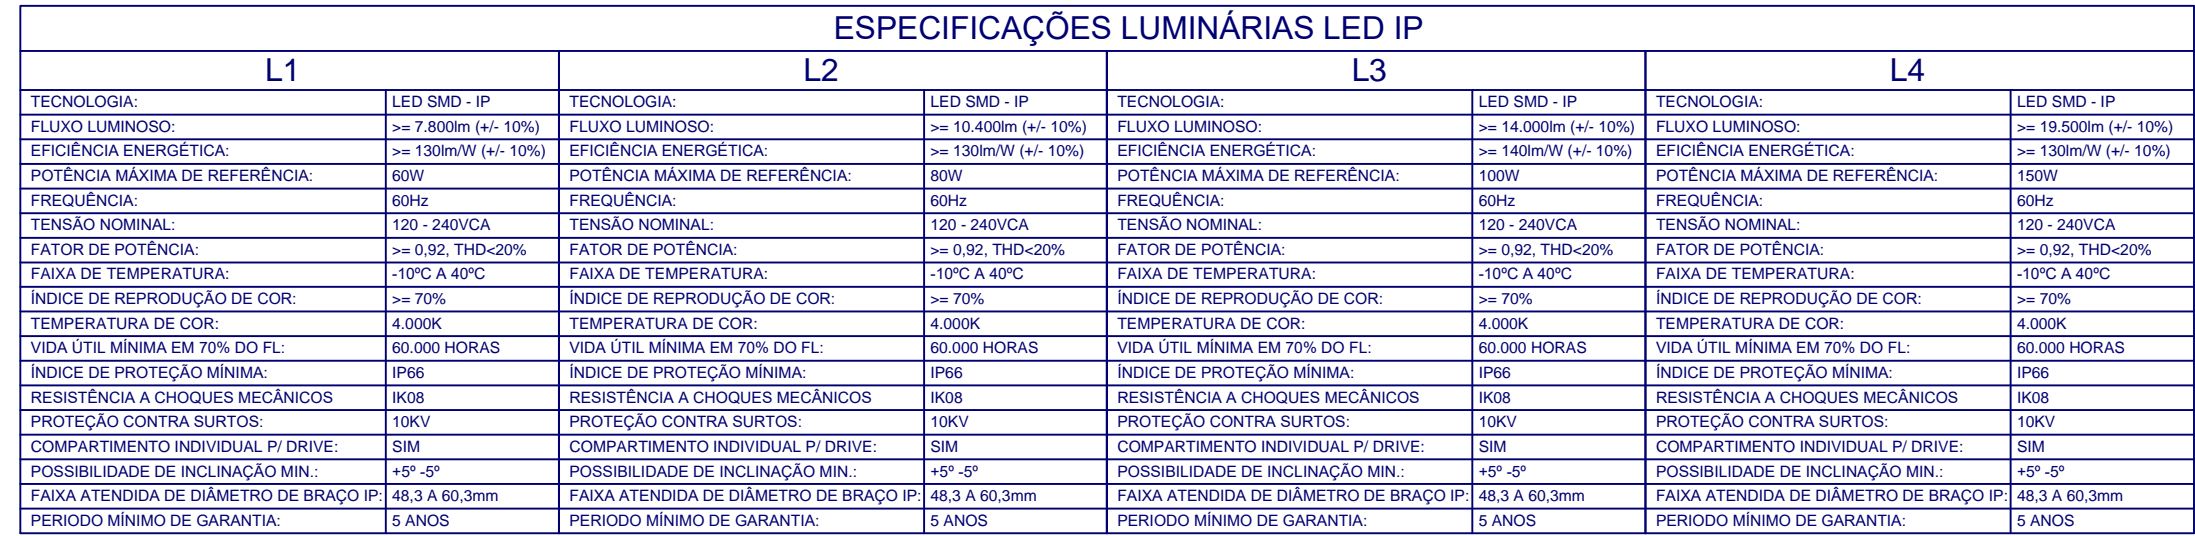 ESPECIFICAÇÕES LUMINÁRIAS LED IP
L1 L2 L3 L4
TECNOLOGIA: LED SMD - IP TECNOLOGIA: LED SMD - IP TECNOLOGIA: LED SMD - IP TECNOLOGIA: LED SMD - IP
FLUXO LUMINOSO: >= 7.800lm (+/- 10%) FLUXO LUMINOSO: >= 10.400lm (+/- 10%) FLUXO LUMINOSO: >= 14.000lm (+/- 10%) FLUXO LUMINOSO: >= 19.500lm (+/- 10%)
EFICIÊNCIA ENERGÉTICA: >= 130lm/W (+/- 10%) EFICIÊNCIA ENERGÉTICA: >= 130lm/W (+/- 10%) EFICIÊNCIA ENERGÉTICA: >= 140lm/W (+/- 10%) EFICIÊNCIA ENERGÉTICA: >= 130lm/W (+/- 10%)
POTÊNCIA MÁXIMA DE REFERÊNCIA: 60W POTÊNCIA MÁXIMA DE REFERÊNCIA: 80W POTÊNCIA MÁXIMA DE REFERÊNCIA: 100W POTÊNCIA MÁXIMA DE REFERÊNCIA: 150W
FREQUÊNCIA: 60Hz FREQUÊNCIA: 60Hz FREQUÊNCIA: 60Hz FREQUÊNCIA: 60Hz
TENSÃO NOMINAL: 120 - 240VCA TENSÃO NOMINAL: 120 - 240VCA TENSÃO NOMINAL: 120 - 240VCA TENSÃO NOMINAL: 120 - 240VCA
FATOR DE POTÊNCIA: >= 0,92, THD<20% FATOR DE POTÊNCIA: >= 0,92, THD<20% FATOR DE POTÊNCIA: >= 0,92, THD<20% FATOR DE POTÊNCIA: >= 0,92, THD<20%
FAIXA DE TEMPERATURA: -10ºC A 40ºC FAIXA DE TEMPERATURA: -10ºC A 40ºC FAIXA DE TEMPERATURA: -10ºC A 40ºC FAIXA DE TEMPERATURA: -10ºC A 40ºC
ÍNDICE DE REPRODUÇÃO DE COR: >= 70% ÍNDICE DE REPRODUÇÃO DE COR: >= 70% ÍNDICE DE REPRODUÇÃO DE COR: >= 70% ÍNDICE DE REPRODUÇÃO DE COR: >= 70%
TEMPERATURA DE COR: 4.000K TEMPERATURA DE COR: 4.000K TEMPERATURA DE COR: 4.000K TEMPERATURA DE COR: 4.000K
VIDA ÚTIL MÍNIMA EM 70% DO FL: 60.000 HORAS VIDA ÚTIL MÍNIMA EM 70% DO FL: 60.000 HORAS VIDA ÚTIL MÍNIMA EM 70% DO FL: 60.000 HORAS VIDA ÚTIL MÍNIMA EM 70% DO FL: 60.000 HORAS
ÍNDICE DE PROTEÇÃO MÍNIMA: IP66 ÍNDICE DE PROTEÇÃO MÍNIMA: IP66 ÍNDICE DE PROTEÇÃO MÍNIMA: IP66 ÍNDICE DE PROTEÇÃO MÍNIMA: IP66
RESISTÊNCIA A CHOQUES MECÂNICOS IK08 RESISTÊNCIA A CHOQUES MECÂNICOS IK08 RESISTÊNCIA A CHOQUES MECÂNICOS IK08 RESISTÊNCIA A CHOQUES MECÂNICOS IK08
PROTEÇÃO CONTRA SURTOS: 10KV PROTEÇÃO CONTRA SURTOS: 10KV PROTEÇÃO CONTRA SURTOS: 10KV PROTEÇÃO CONTRA SURTOS: 10KV
COMPARTIMENTO INDIVIDUAL P/ DRIVE: SIM COMPARTIMENTO INDIVIDUAL P/ DRIVE: SIM COMPARTIMENTO INDIVIDUAL P/ DRIVE: SIM COMPARTIMENTO INDIVIDUAL P/ DRIVE: SIM
POSSIBILIDADE DE INCLINAÇÃO MIN.: +5º -5º POSSIBILIDADE DE INCLINAÇÃO MIN.: +5º -5º POSSIBILIDADE DE INCLINAÇÃO MIN.: +5º -5º POSSIBILIDADE DE INCLINAÇÃO MIN.: +5º -5º
FAIXA ATENDIDA DE DIÂMETRO DE BRAÇO IP: 48,3 A 60,3mm FAIXA ATENDIDA DE DIÂMETRO DE BRAÇO IP: 48,3 A 60,3mm FAIXA ATENDIDA DE DIÂMETRO DE BRAÇO IP: 48,3 A 60,3mm FAIXA ATENDIDA DE DIÂMETRO DE BRAÇO IP: 48,3 A 60,3mm
PERIODO MÍNIMO DE GARANTIA: 5 ANOS PERIODO MÍNIMO DE GARANTIA: 5 ANOS PERIODO MÍNIMO DE GARANTIA: 5 ANOS PERIODO MÍNIMO DE GARANTIA: 5 ANOS